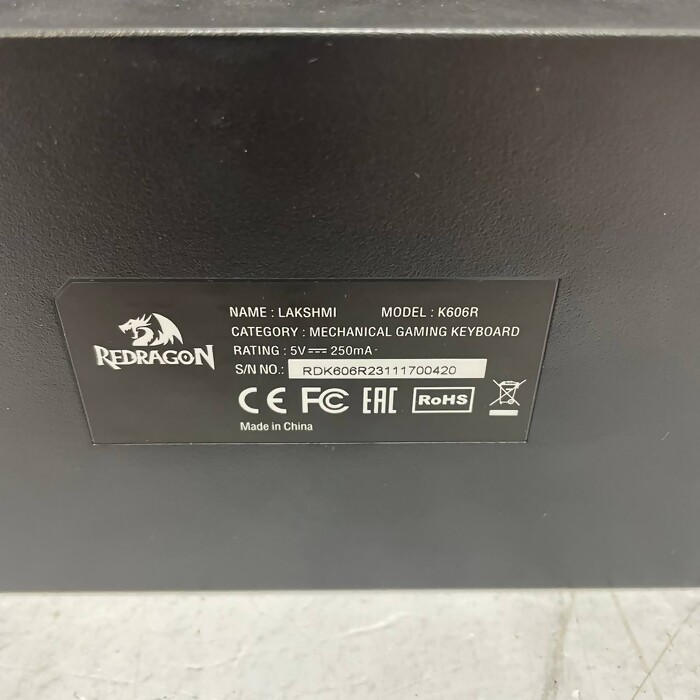 REDRAGON
NAME : LAKSHMI MODEL : K606R
CATEGORY : MECHANICAL GAMING KEYBOARD
RATING : 5V⎓250mA
S/N NO.: RDK606R23111700420
CE FC EAC RoHS
Made in China